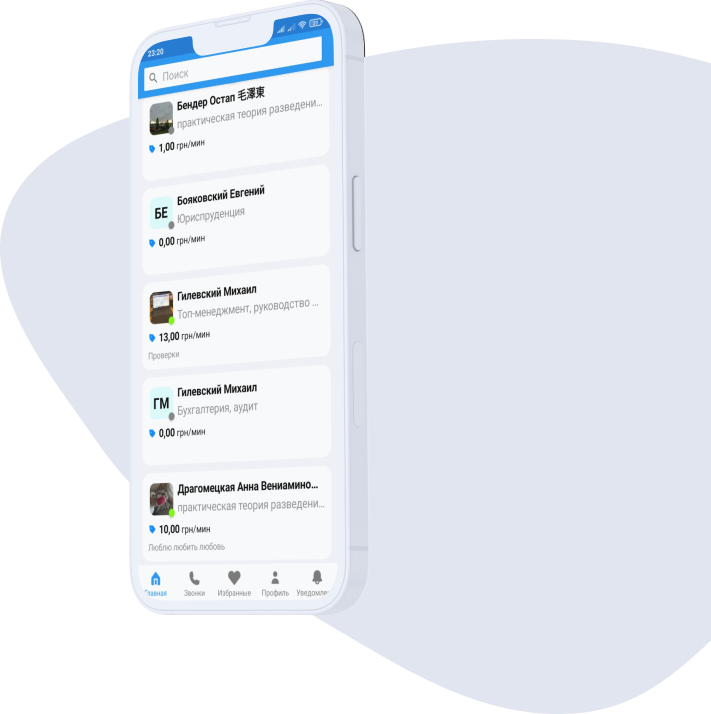 23:20
Поиск
Бендер Остап 毛澤東
практическая теория разведени...
1,00 грн/мин
БЕ
Бояковский Евгений
Юриспруденция
0,00 грн/мин
Гилевский Михаил
Топ-менеджмент, руководство ...
13,00 грн/мин
Проверки
ГМ
Гилевский Михаил
Бухгалтерия, аудит
0,00 грн/мин
Драгомецкая Анна Вениамино...
практическая теория разведени...
10,00 грн/мин
Люблю любить любовь
Главная Звонки Избранные Профиль Уведомле